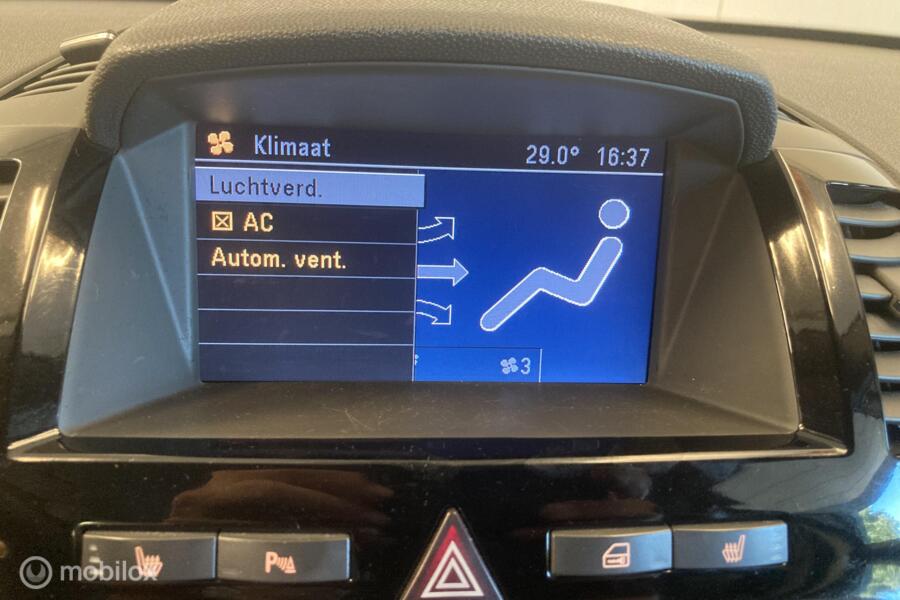 Klimaat 29.0° 16:37
Luchtverd.
AC
Autom. vent.
3
P
mobilox